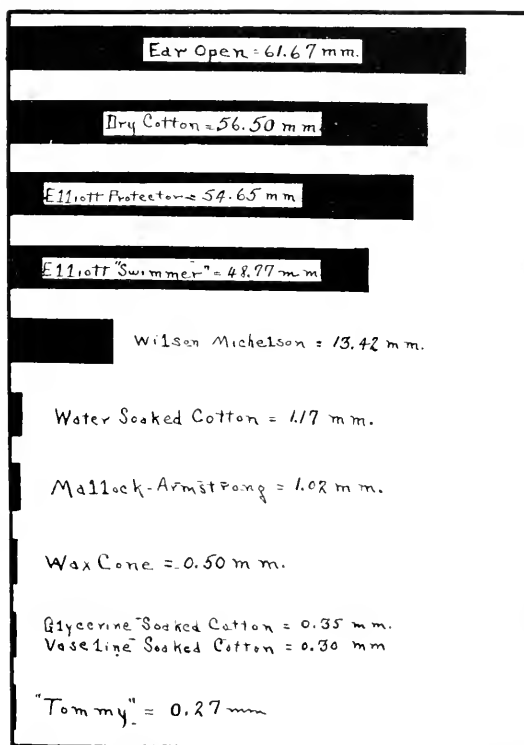 Ear Open = 61.67 mm.
Dry Cotton = 56.50 mm
Elliott Protector = 54.65 mm
Elliott "Swimmer" = 48.77 mm
Wilson Michelson = 13.42 mm.
Water Soaked Cotton = 1.17 mm.
Mallock-Armstrong = 1.02 mm.
Wax Cone = 0.50 mm.
Glycerine Soaked Cotton = 0.35 mm.
Vaseline Soaked Cotton = 0.30 mm
"Tommy" = 0.27 mm